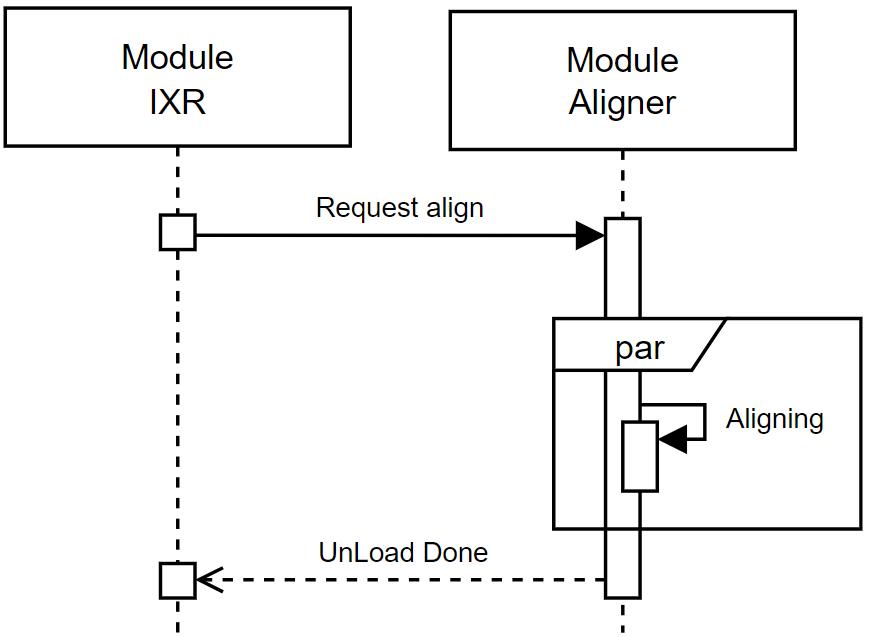 Module
IXR
Module
Aligner
Request align
par
Aligning
UnLoad Done